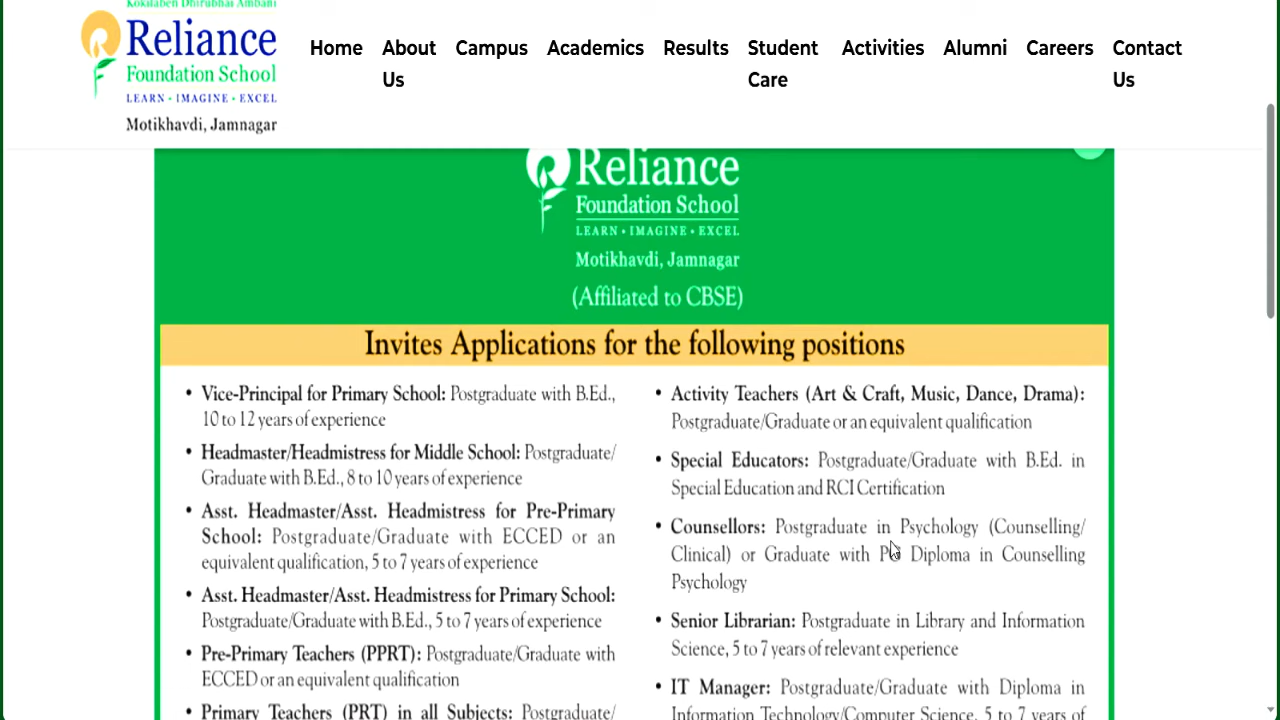 Kokilaben Dhirubhai Ambani
Reliance
Foundation School
LEARN • IMAGINE • EXCEL
Motikhavdi, Jamnagar
Home About Us Campus Academics Results Student Care Activities Alumni Careers Contact Us
Reliance
Foundation School
LEARN • IMAGINE • EXCEL
Motikhavdi, Jamnagar
(Affiliated to CBSE)
Invites Applications for the following positions
• Vice-Principal for Primary School: Postgraduate with B.Ed.,
10 to 12 years of experience
• Headmaster/Headmistress for Middle School: Postgraduate/
Graduate with B.Ed., 8 to 10 years of experience
• Asst. Headmaster/Asst. Headmistress for Pre-Primary
School: Postgraduate/Graduate with ECCED or an
equivalent qualification, 5 to 7 years of experience
• Asst. Headmaster/Asst. Headmistress for Primary School:
Postgraduate/Graduate with B.Ed., 5 to 7 years of experience
• Pre-Primary Teachers (PPRT): Postgraduate/Graduate with
ECCED or an equivalent qualification
• Primary Teachers (PRT) in all Subjects: Postgraduate/
• Activity Teachers (Art & Craft, Music, Dance, Drama):
Postgraduate/Graduate or an equivalent qualification
• Special Educators: Postgraduate/Graduate with B.Ed. in
Special Education and RCI Certification
• Counsellors: Postgraduate in Psychology (Counselling/
Clinical) or Graduate with PG Diploma in Counselling
Psychology
• Senior Librarian: Postgraduate in Library and Information
Science, 5 to 7 years of relevant experience
• IT Manager: Postgraduate/Graduate with Diploma in
Information Technology/Computer Science, 5 to 7 years of